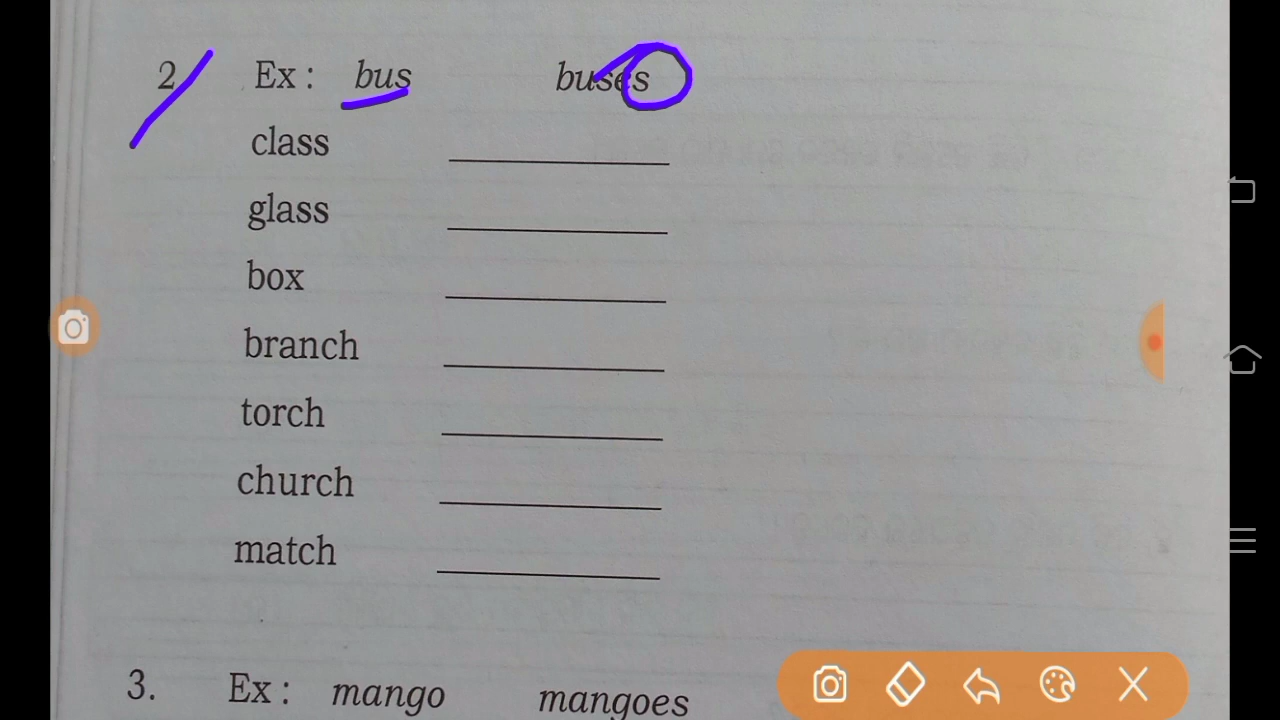 2 Ex : bus buses
class
glass
box
branch
torch
church
match
3. Ex : mango mangoes